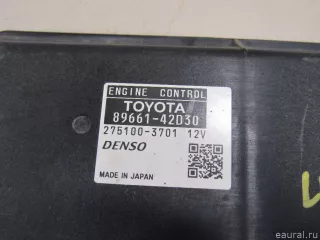 ENGINE CONTROL
TOYOTA
89661-42D30
275100-3701 12V
DENSO
MADE IN JAPAN
© eaural.ru